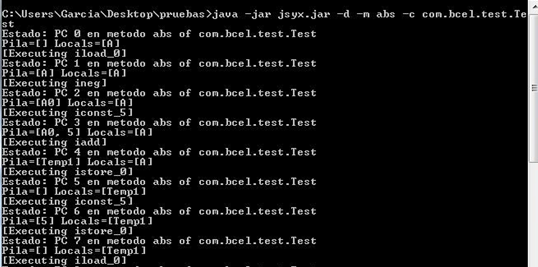 C:\Users\Garcia\Desktop\pruebas>java -jar jsyx.jar -d -m abs -c com.bcel.test.Te
st
Estado: PC 0 en metodo abs of com.bcel.test.Test
Pila=[] Locals=[A]
[Executing iload_0]
Estado: PC 1 en metodo abs of com.bcel.test.Test
Pila=[A] Locals=[A]
[Executing ineg]
Estado: PC 2 en metodo abs of com.bcel.test.Test
Pila=[A0] Locals=[A]
[Executing iconst_5]
Estado: PC 3 en metodo abs of com.bcel.test.Test
Pila=[A0, 5] Locals=[A]
[Executing iadd]
Estado: PC 4 en metodo abs of com.bcel.test.Test
Pila=[Temp1] Locals=[A]
[Executing istore_0]
Estado: PC 5 en metodo abs of com.bcel.test.Test
Pila=[] Locals=[Temp1]
[Executing iconst_5]
Estado: PC 6 en metodo abs of com.bcel.test.Test
Pila=[5] Locals=[Temp1]
[Executing istore_0]
Estado: PC 7 en metodo abs of com.bcel.test.Test
Pila=[] Locals=[Temp1]
[Executing iload_0]